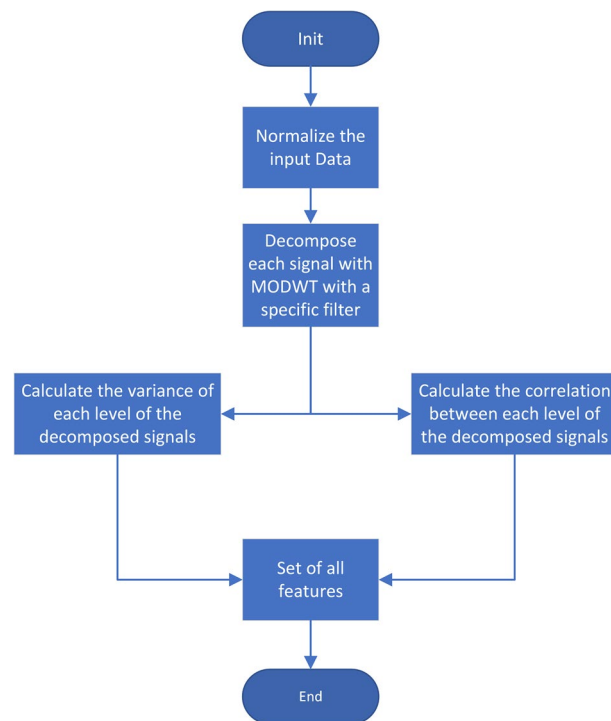 Init
Normalize the
input Data
Decompose
each signal with
MODWT with a
specific filter
Calculate the variance of
each level of the
decomposed signals
Calculate the correlation
between each level of
the decomposed signals
Set of all
features
End